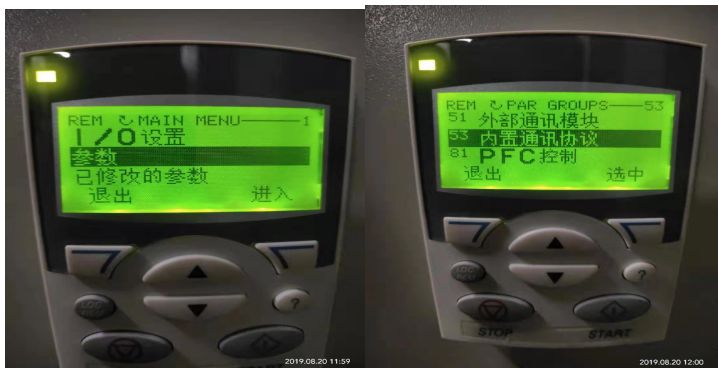 REM ↻ MAIN MENU——1
I/O设置
参数
已修改的参数
退出 进入
LOC
REM
?
2019.08.20 11:59
REM ↻ PAR GROUPS——53
51 外部通讯模块
53 内置通讯协议
81 PFC控制
退出 选中
LOC
REM
?
STOP START
2019.08.20 12:00